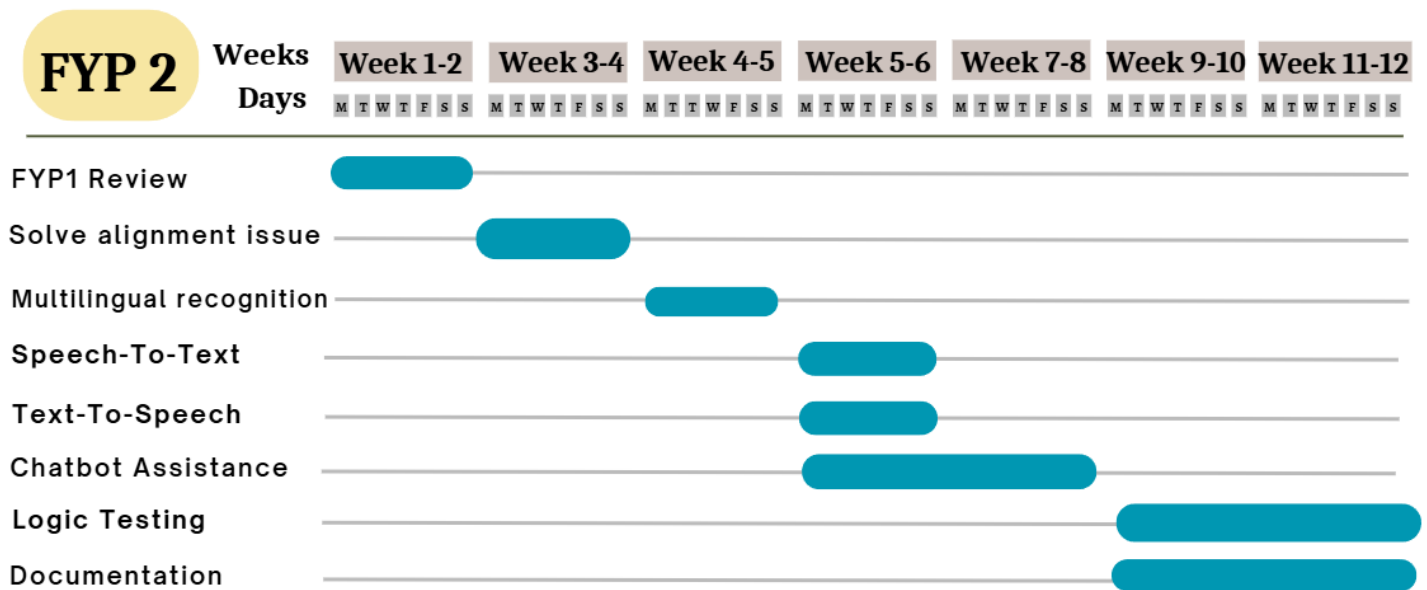 FYP 2
Weeks Week 1-2 Week 3-4 Week 4-5 Week 5-6 Week 7-8 Week 9-10 Week 11-12
Days M T W T F S S M T W T F S S M T T W F S S M T W T F S S M T W T F S S M T W T F S S M T W T F S S
FYP1 Review
Solve alignment issue
Multilingual recognition
Speech-To-Text
Text-To-Speech
Chatbot Assistance
Logic Testing
Documentation